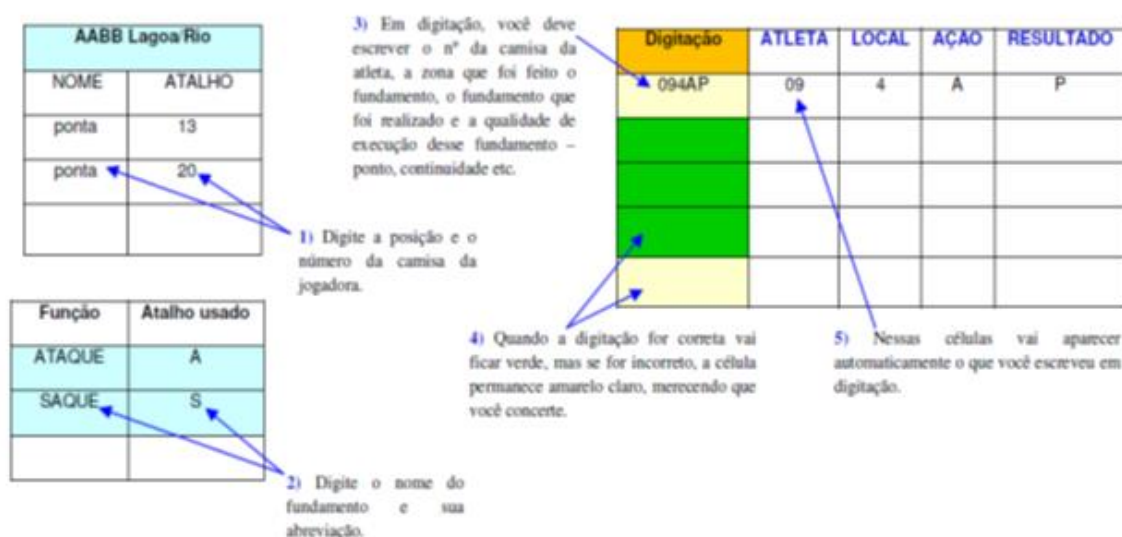 AABB Lagoa/Rio
NOME ATALHO
ponta 13
ponta 20
1) Digite a posição e o
número da camisa da
jogadora.
Função Atalho usado
ATAQUE A
SAQUE S
2) Digite o nome do
fundamento e sua
abreviação.
3) Em digitação, você deve
escrever o nº da camisa da
atleta, a zona que foi feito o
fundamento, o fundamento que
foi realizado e a qualidade de
execução desse fundamento –
ponto, continuidade etc.
Digitação ATLETA LOCAL AÇÃO RESULTADO
094AP 09 4 A P
4) Quando a digitação for correta vai
ficar verde, mas se for incorreto, a célula
permanece amarelo claro, merecendo que
você concerte.
5) Nessas células vai aparecer
automaticamente o que você escreveu em
digitação.